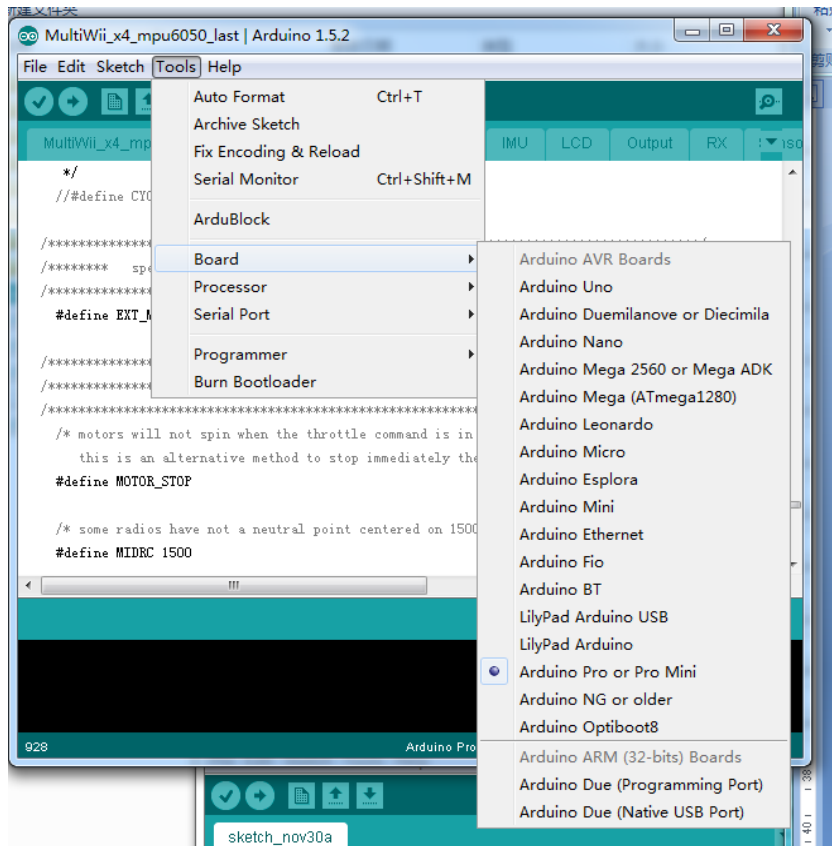 MultiWii_x4_mpu6050_last | Arduino 1.5.2
File Edit Sketch Tools Help
Auto Format Ctrl+T
Archive Sketch
Fix Encoding & Reload
Serial Monitor Ctrl+Shift+M
ArduBlock
Board
Processor
Serial Port
Programmer
Burn Bootloader
MultiWii_x4_mp IMU LCD Output RX
*/
//#define CYC
/**************
/******** spe
/**************
#define EXT_M
/**************
/**************
/******************************************************
/* motors will not spin when the throttle command is in
this is an alternative method to stop immediately the
#define MOTOR_STOP
/* some radios have not a neutral point centered on 1500
#define MIDRC 1500
928 Arduino Pro
Arduino AVR Boards
Arduino Uno
Arduino Duemilanove or Diecimila
Arduino Nano
Arduino Mega 2560 or Mega ADK
Arduino Mega (ATmega1280)
Arduino Leonardo
Arduino Micro
Arduino Esplora
Arduino Mini
Arduino Ethernet
Arduino Fio
Arduino BT
LilyPad Arduino USB
LilyPad Arduino
Arduino Pro or Pro Mini
Arduino NG or older
Arduino Optiboot8
Arduino ARM (32-bits) Boards
Arduino Due (Programming Port)
Arduino Due (Native USB Port)
sketch_nov30a
38
40